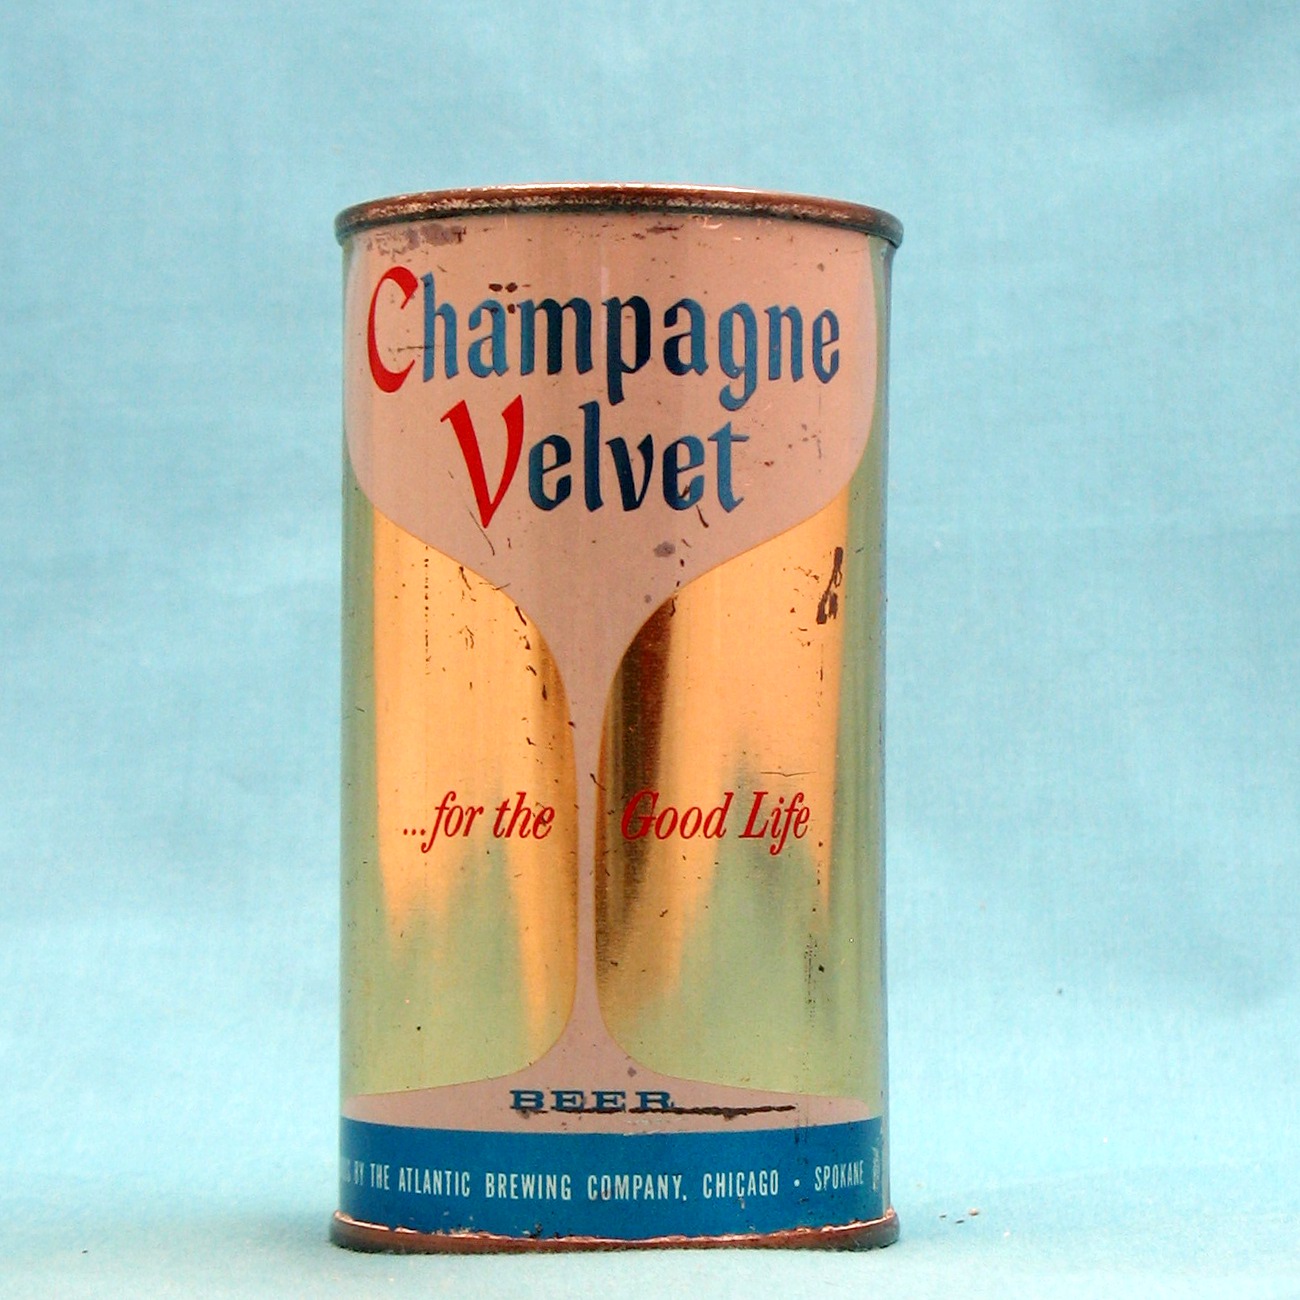 Champagne
Velvet
...for the Good Life
BEER
BY THE ATLANTIC BREWING COMPANY, CHICAGO • SPOKANE